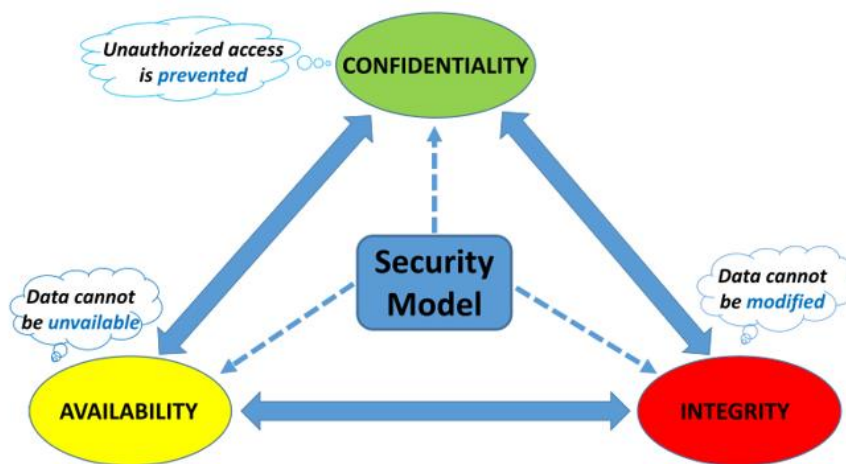 Unauthorized access
is prevented
CONFIDENTIALITY
Security
Model
Data cannot
be unvailable
Data cannot
be modified
AVAILABILITY
INTEGRITY